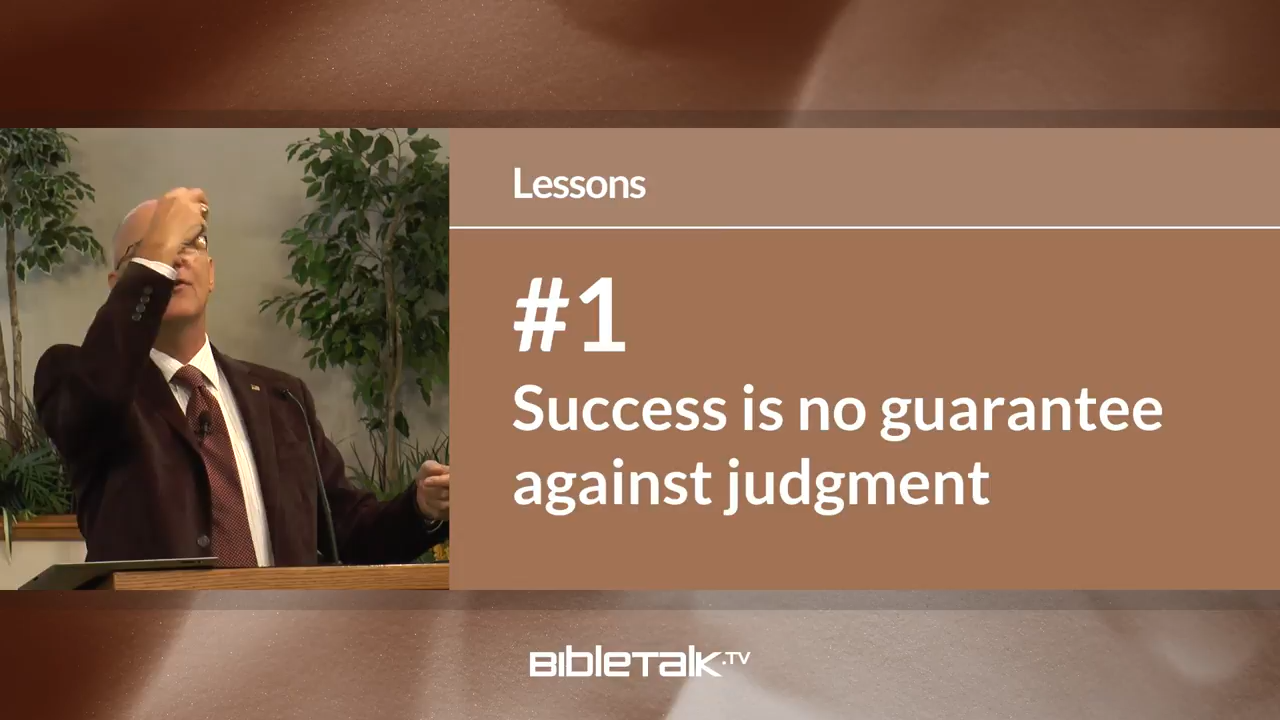 Lessons
#1
Success is no guarantee
against judgment
BIBLETALK.TV